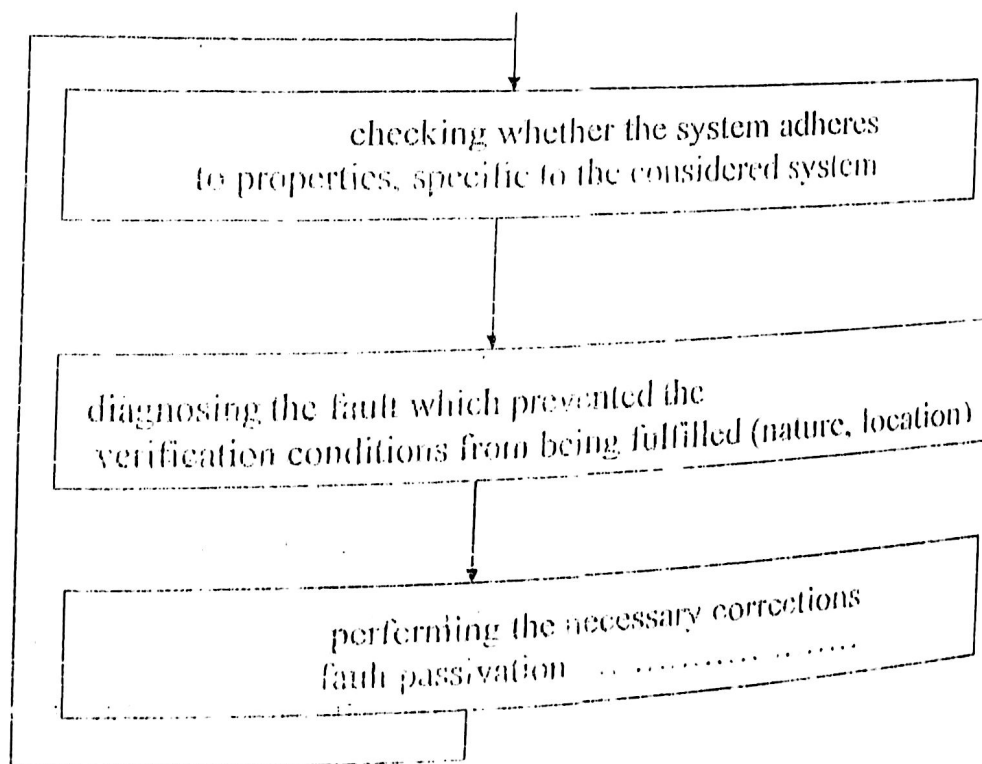 checking whether the system adheres
to properties, specific to the considered system
diagnosing the fault which prevented the
verification conditions from being fulfilled (nature, location)
performing the necessary corrections
fault passivation .. ............ .. .....